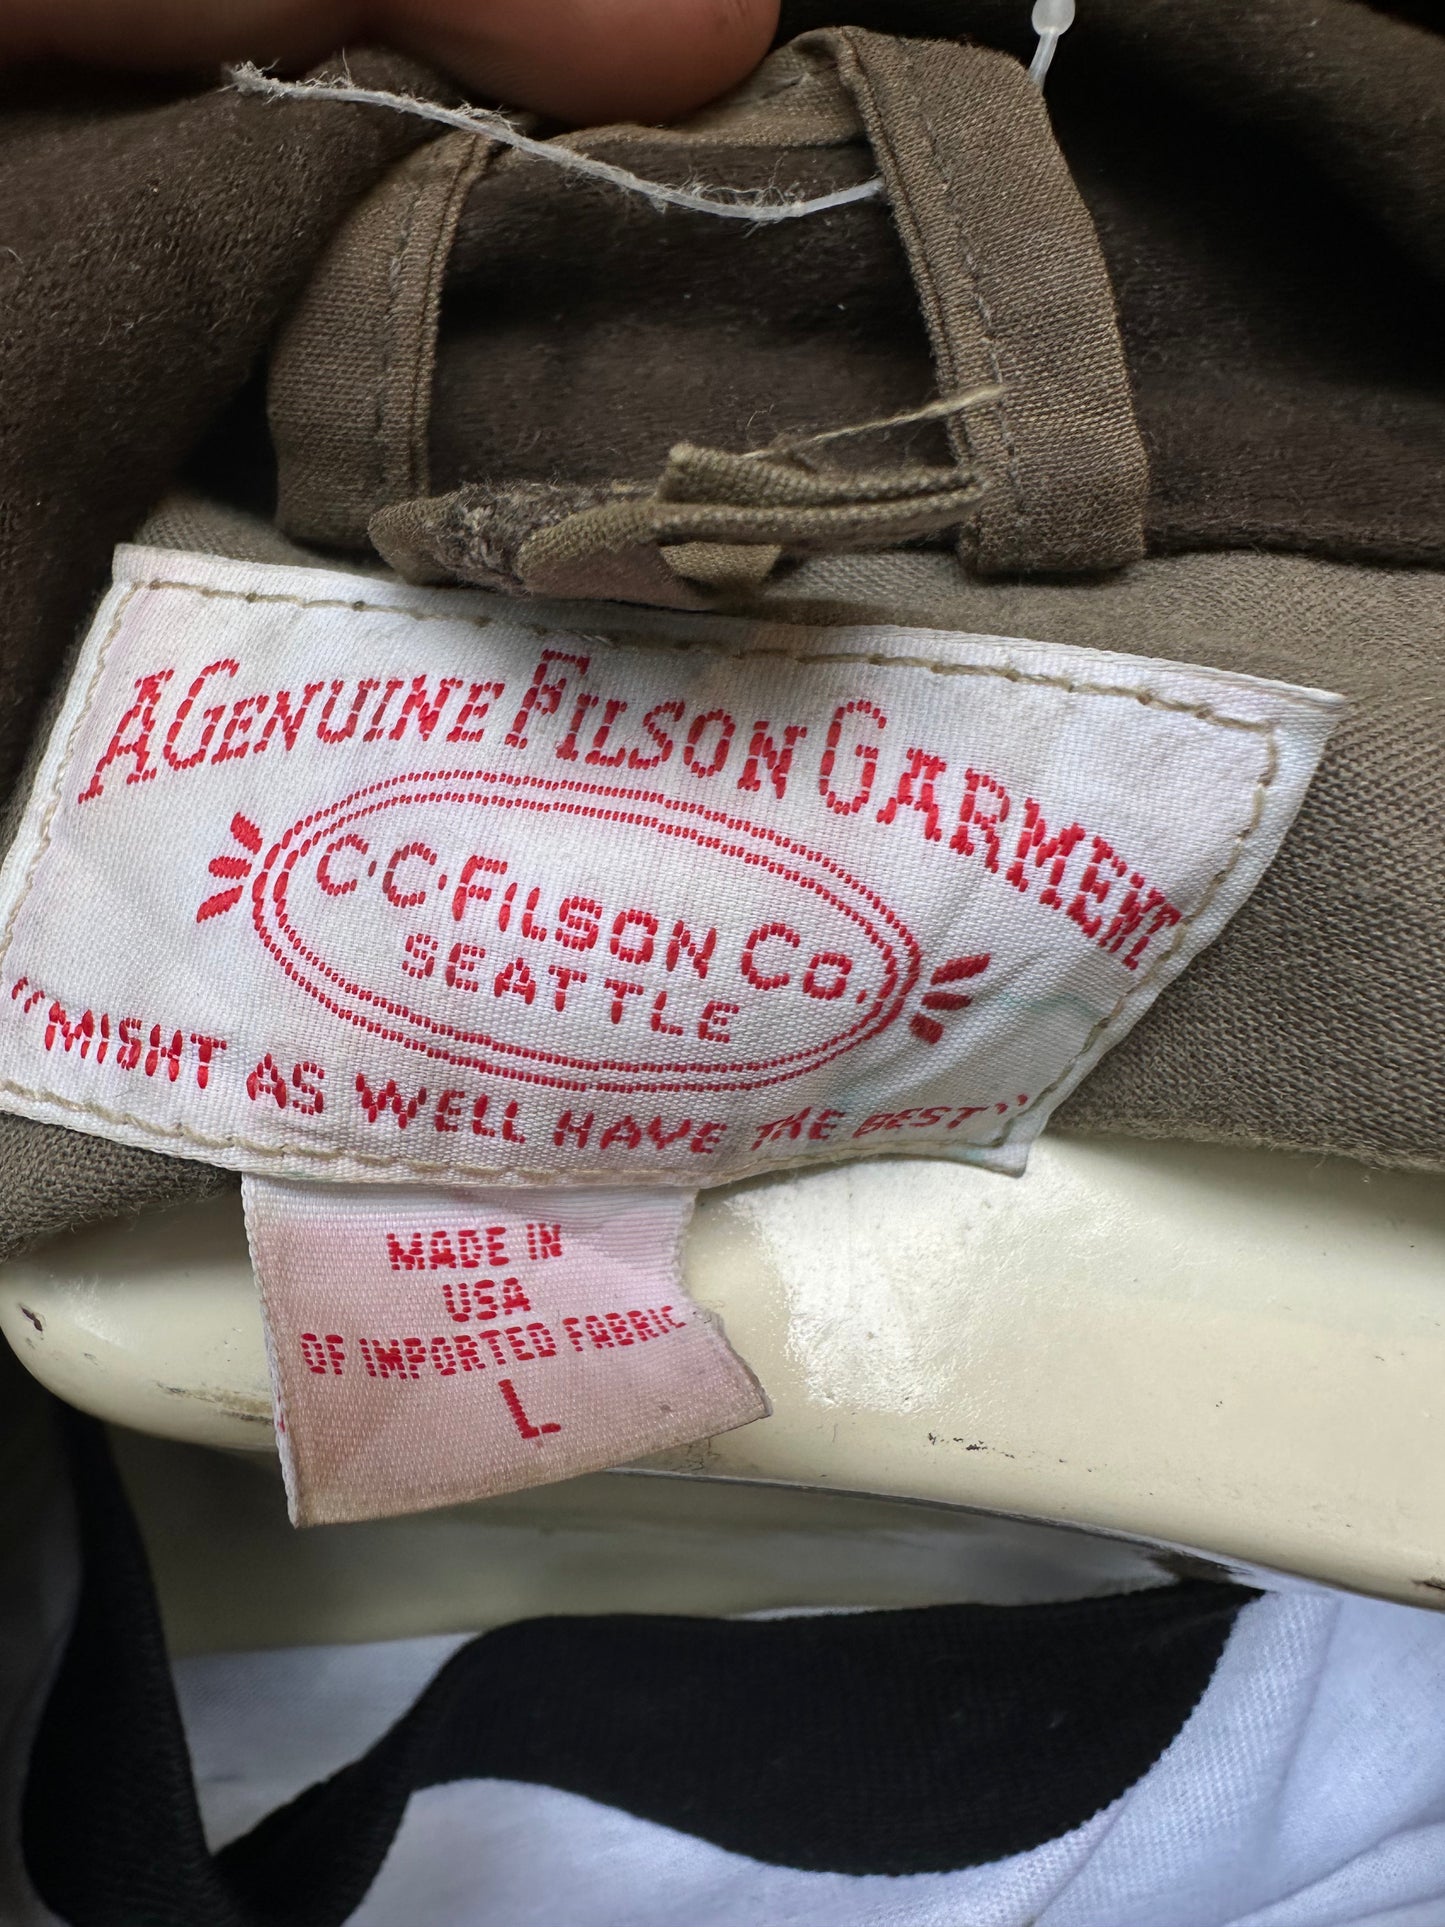 A GENUINE FILSON GARMENT
C.C. FILSON CO.
SEATTLE
"MIGHT AS WELL HAVE THE BEST"
MADE IN
USA
OF IMPORTED FABRIC
L